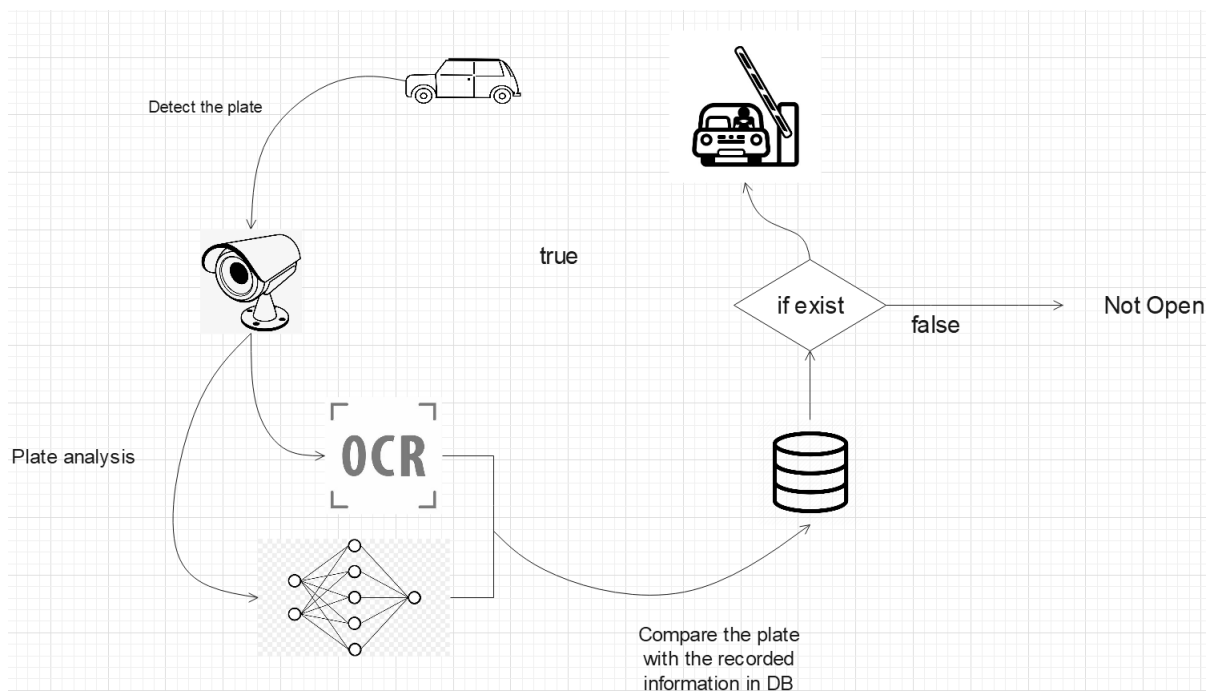 Detect the plate
true
if exist
false
Not Open
Plate analysis
OCR
Compare the plate
with the recorded
information in DB